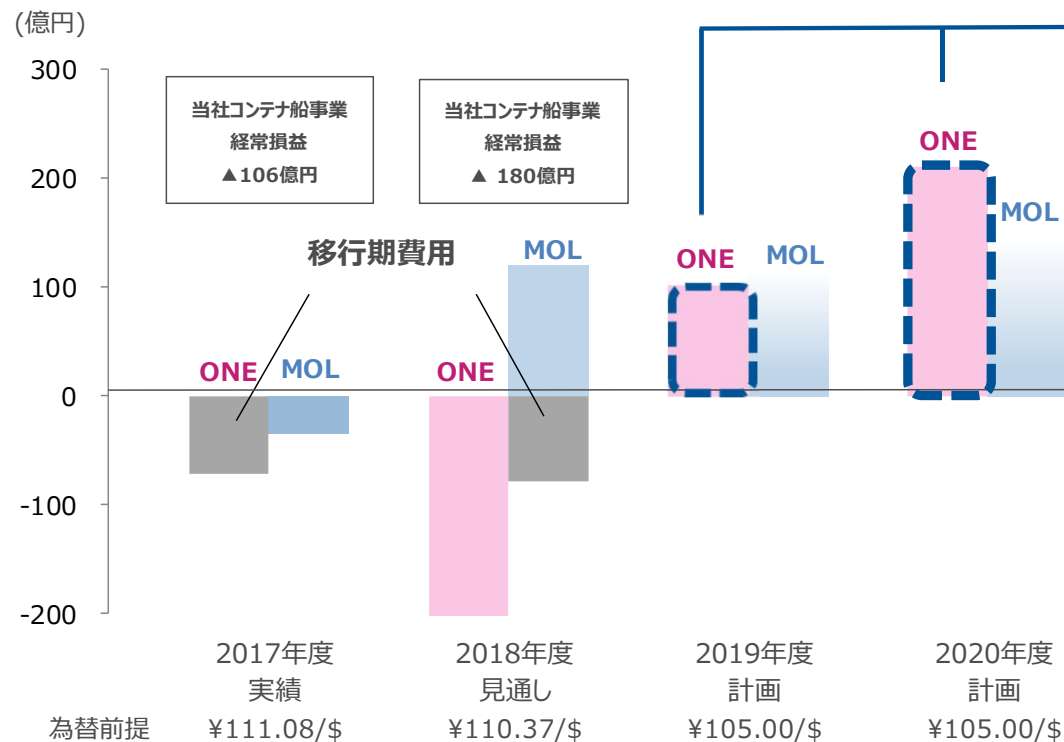 (億円)
300
200
100
0
-100
-200
当社コンテナ船事業
経常損益
▲106億円
当社コンテナ船事業
経常損益
▲ 180億円
移行期費用
ONE
MOL
ONE
MOL
ONE
MOL
ONE
MOL
2017年度
実績
2018年度
見通し
2019年度
計画
2020年度
計画
為替前提 ¥111.08/$ ¥110.37/$ ¥105.00/$ ¥105.00/$